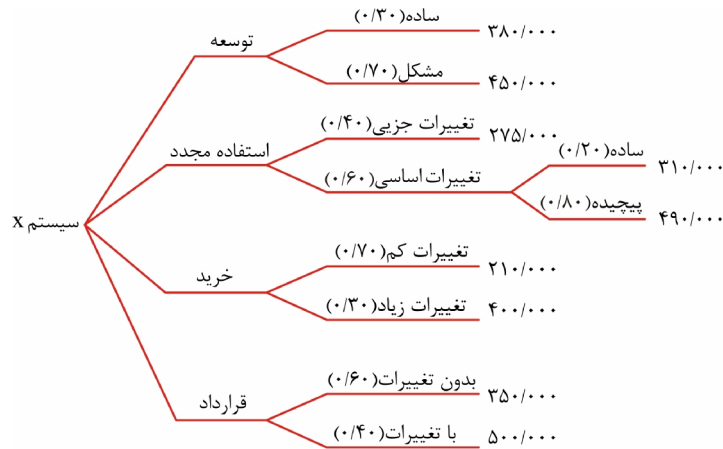 ساده(۰/۳۰) ۳۸۰/۰۰۰
توسعه
مشکل(۰/۷۰) ۴۵۰/۰۰۰
تغییرات جزیی(۰/۴۰) ۲۷۵/۰۰۰
استفاده مجدد
تغییرات اساسی(۰/۶۰)
ساده(۰/۲۰) ۳۱۰/۰۰۰
پیچیده(۰/۸۰) ۴۹۰/۰۰۰
سیستم X
تغییرات کم(۰/۷۰) ۲۱۰/۰۰۰
خرید
تغییرات زیاد(۰/۳۰) ۴۰۰/۰۰۰
بدون تغییرات(۰/۶۰) ۳۵۰/۰۰۰
قرارداد
با تغییرات(۰/۴۰) ۵۰۰/۰۰۰